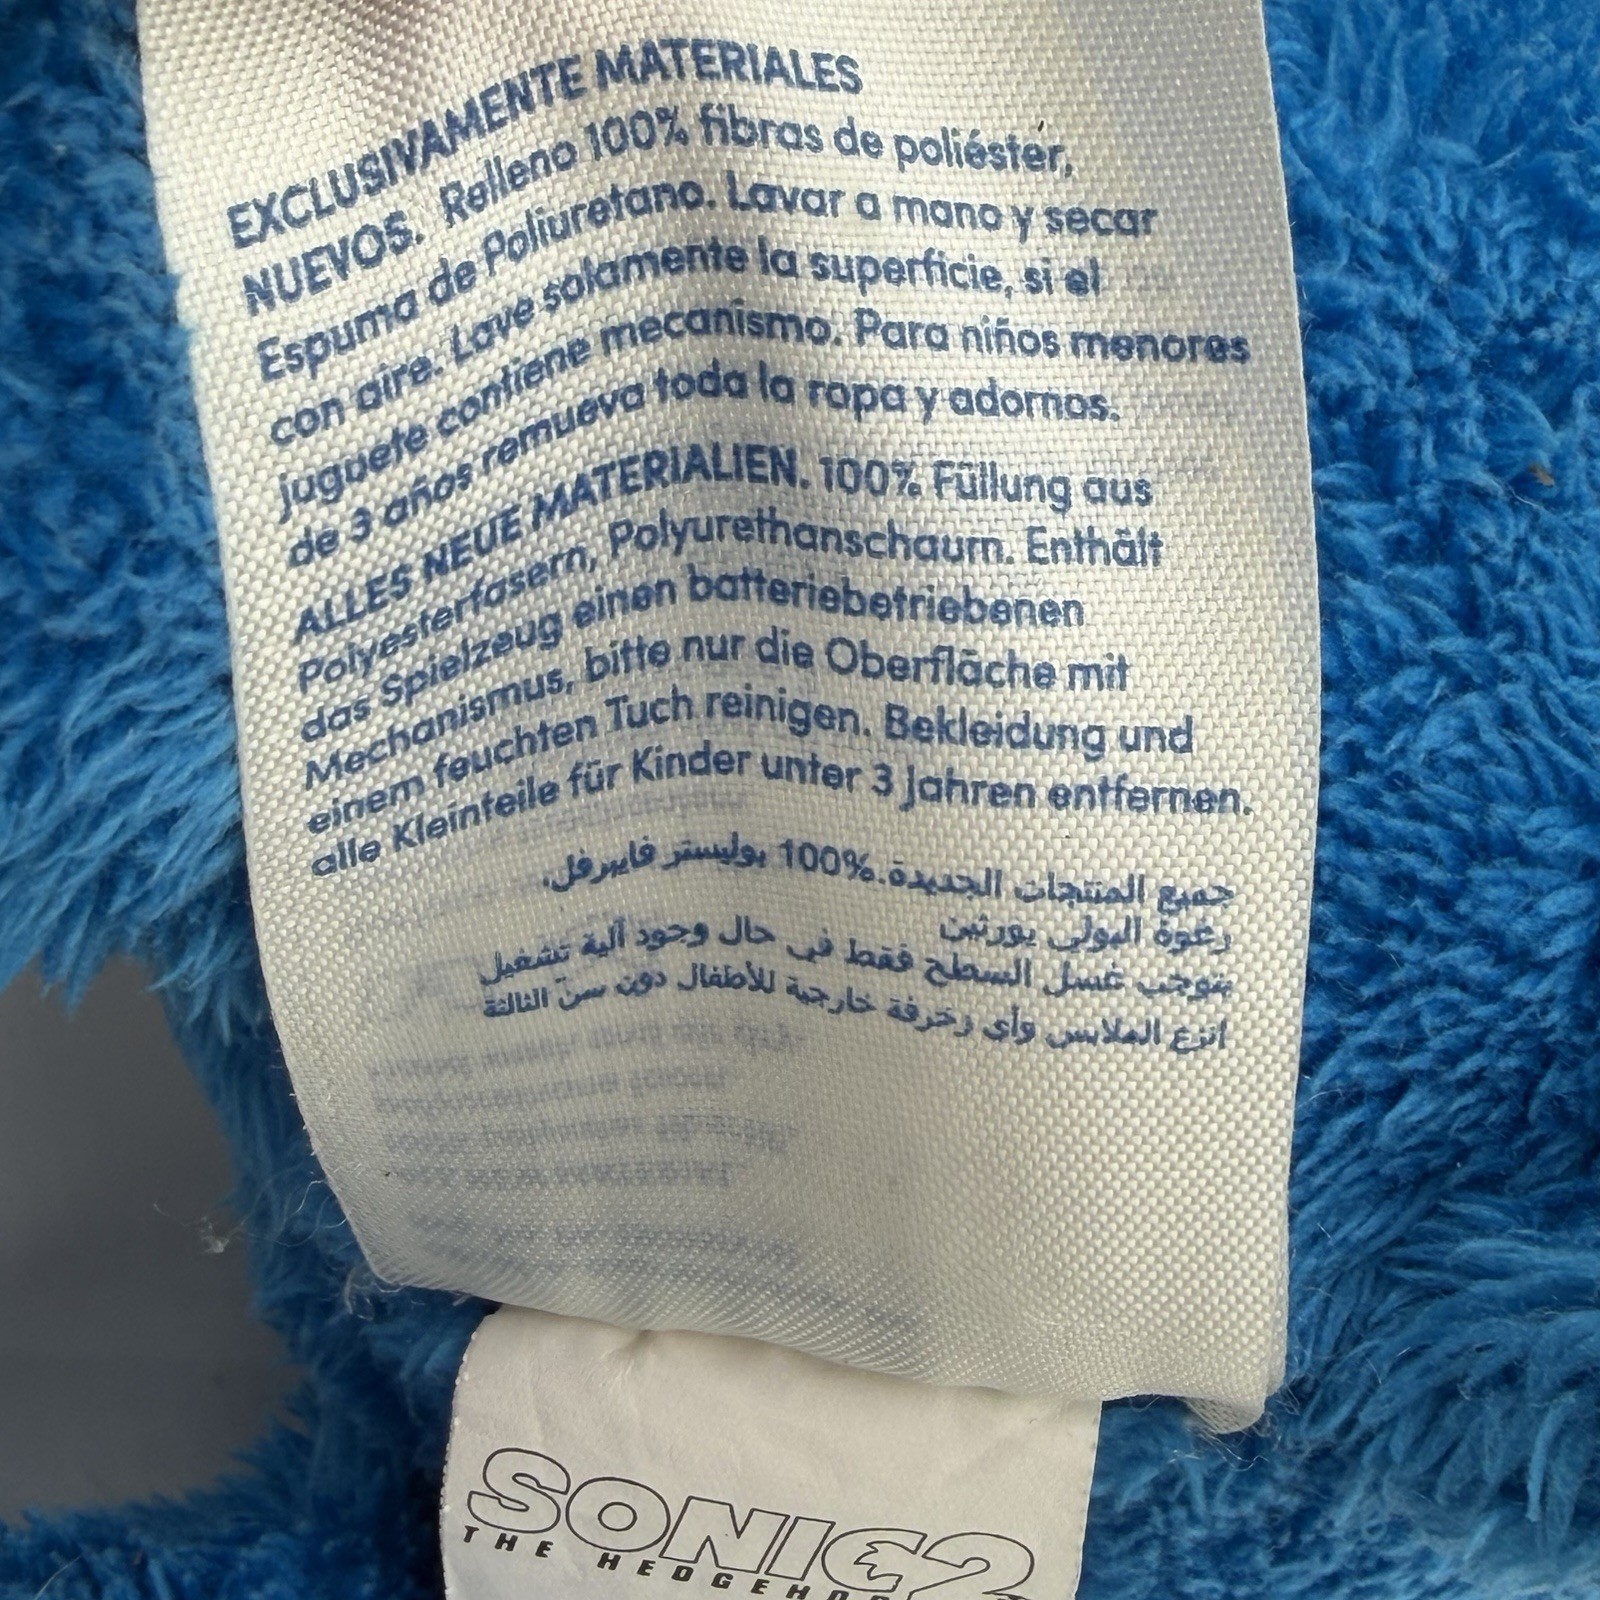 EXCLUSIVAMENTE MATERIALES
NUEVOS. Relleno 100% fibras de poliéster,
Espuma de Poliuretano. Lavar a mano y secar
con aire. Lave solamente la superficie, si el
juguete contiene mecanismo. Para niños menores
de 3 años remueva toda la ropa y adornos.
ALLES NEUE MATERIALIEN. 100% Füllung aus
Polyesterfasern, Polyurethanschaum. Enthält
das Spielzeug einen batteriebetriebenen
Mechanismus, bitte nur die Oberfläche mit
einem feuchten Tuch reinigen. Bekleidung und
alle Kleinteile für Kinder unter 3 Jahren entfernen.
جميع المنتجات الجديدة.100% بوليستر فايبرفل.
رغوة البولي يورثين
يتوجب غسل السطح فقط في حال وجود آلية تشغيل
انزع الملابس وأي زخرفة خارجية للأطفال دون سنّ الثالثة
SONIC2
THE